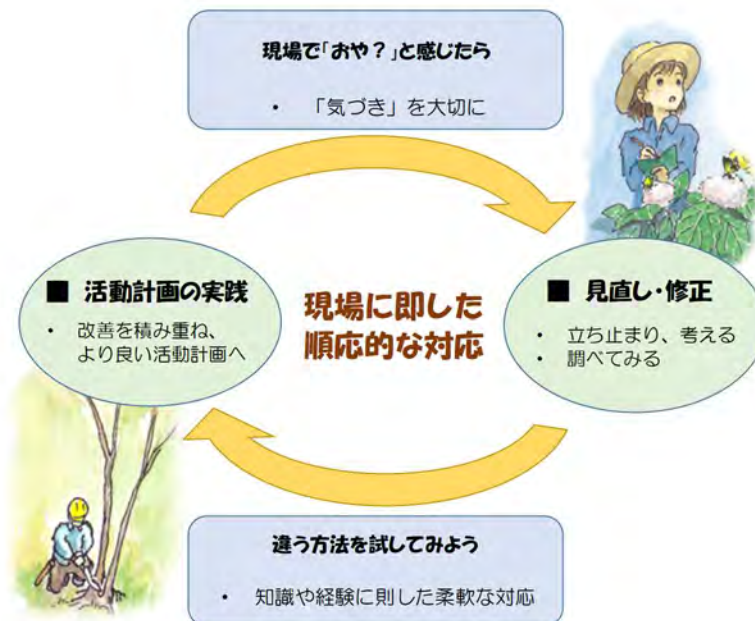 現場で「おや？」と感じたら
・ 「気づき」を大切に
■ 活動計画の実践
・ 改善を積み重ね、
より良い活動計画へ
現場に即した
順応的な対応
■ 見直し・修正
・ 立ち止まり、考える
・ 調べてみる
違う方法を試してみよう
・ 知識や経験に則した柔軟な対応